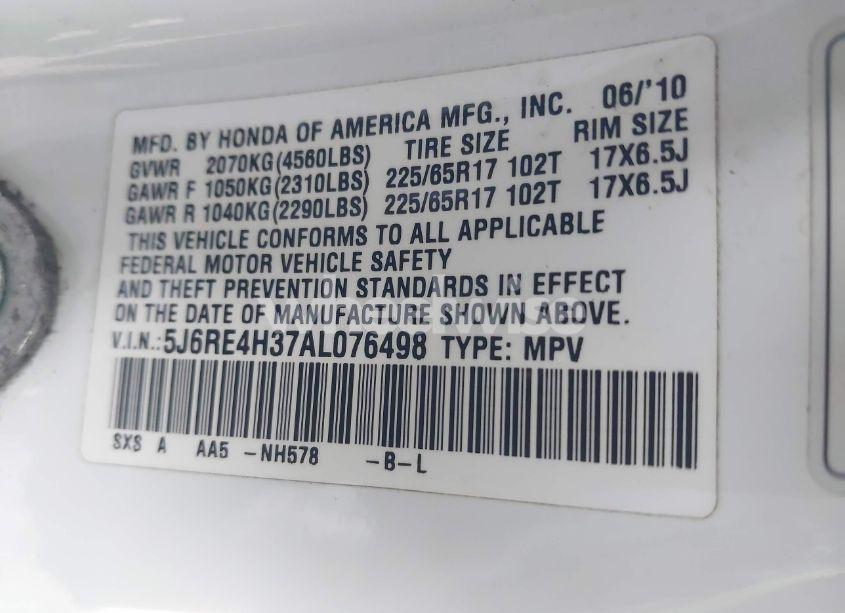 MFD. BY HONDA OF AMERICA MFG., INC. 06/'10
GVWR 2070KG(4560LBS) TIRE SIZE RIM SIZE
GAWR F 1050KG(2310LBS) 225/65R17 102T 17X6.5J
GAWR R 1040KG(2290LBS) 225/65R17 102T 17X6.5J
THIS VEHICLE CONFORMS TO ALL APPLICABLE
FEDERAL MOTOR VEHICLE SAFETY
AND THEFT PREVENTION STANDARDS IN EFFECT
ON THE DATE OF MANUFACTURE SHOWN ABOVE.
V.I.N.:5J6RE4H37AL076498 TYPE: MPV
SXS A AA5 -NH578 -B-L